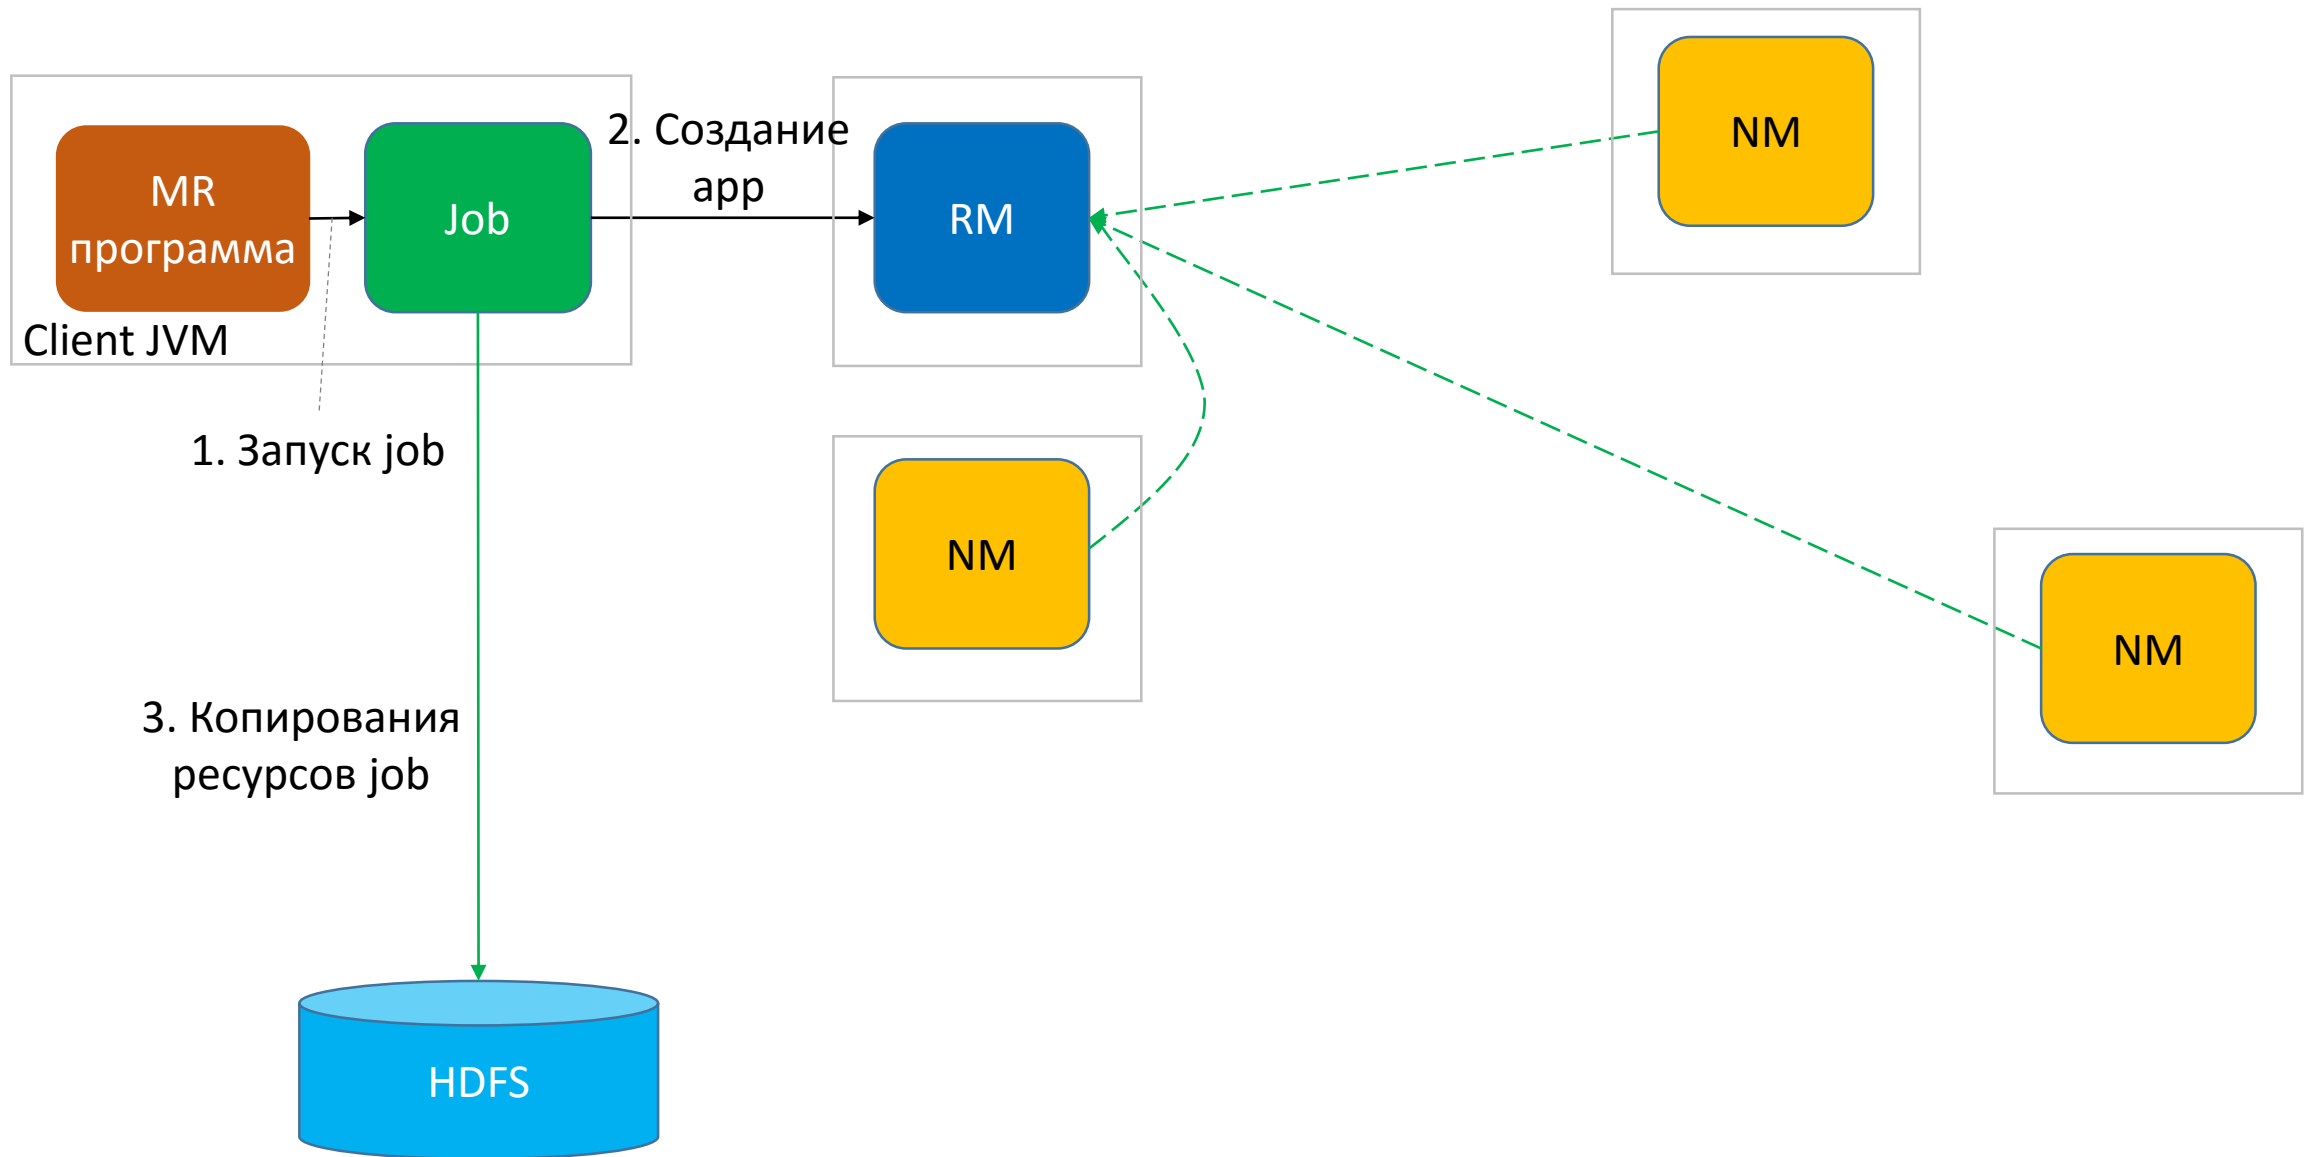 MR
программа
Job
Client JVM
1. Запуск job
2. Создание
app
RM
NM
NM
NM
3. Копирования
ресурсов job
HDFS